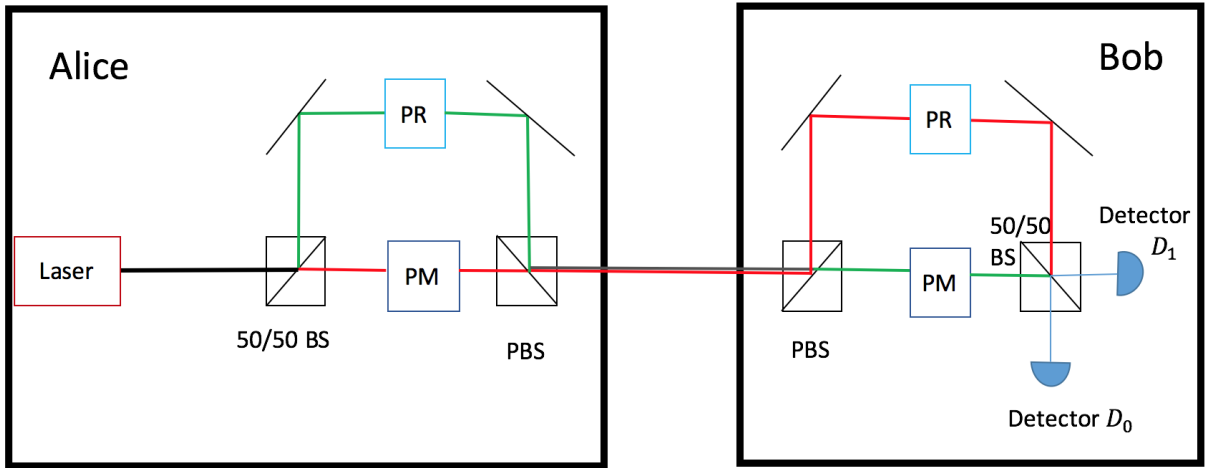 Alice
PR
Laser
PM
50/50 BS
PBS
Bob
PR
50/50
BS
Detector
D₁
PM
PBS
Detector D₀